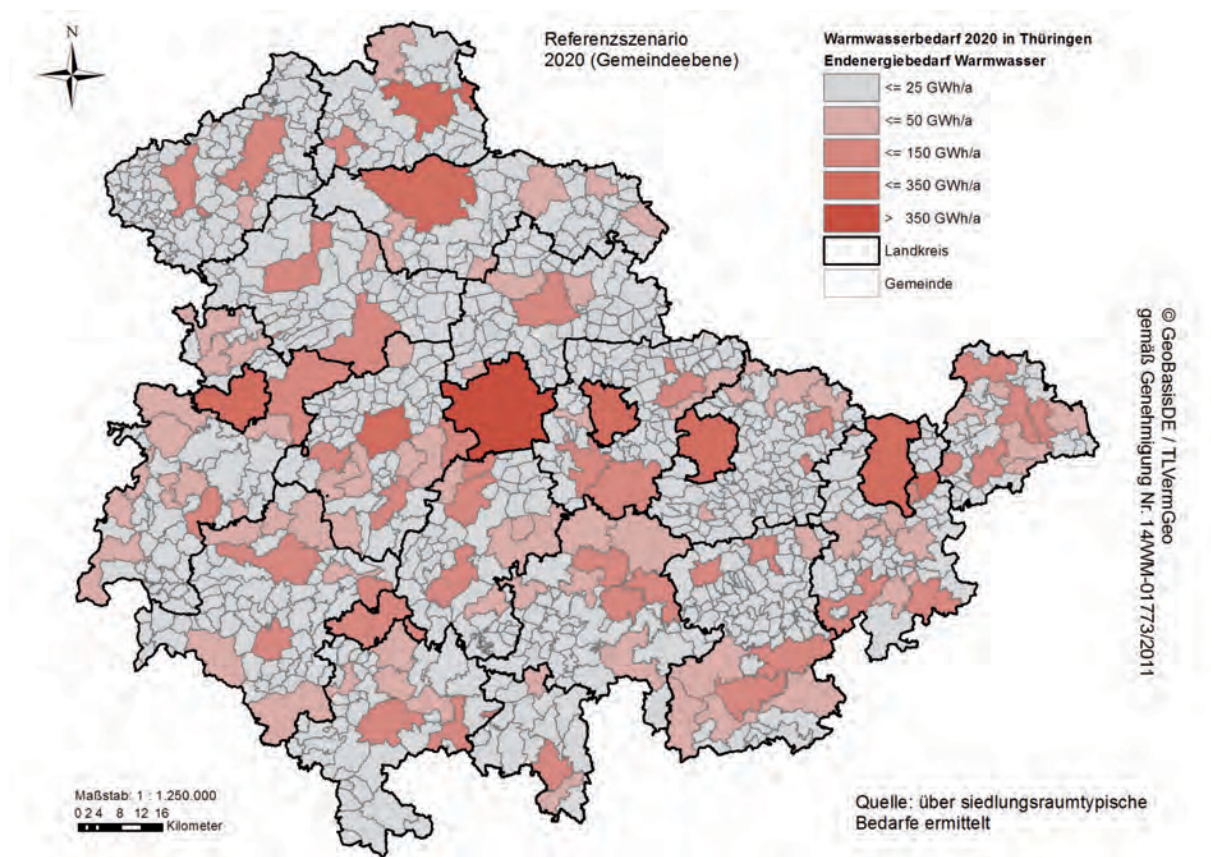 N
Referenzszenario
2020 (Gemeindeebene)
Warmwasserbedarf 2020 in Thüringen
Endenergiebedarf Warmwasser
<= 25 GWh/a
<= 50 GWh/a
<= 150 GWh/a
<= 350 GWh/a
> 350 GWh/a
Landkreis
Gemeinde
© GeoBasisDE / TLVermGeo
gemäß Genehmigung Nr. 14/WM-01773/2011
Maßstab: 1 : 1.250.000
0 2 4 8 12 16
Kilometer
Quelle: über siedlungsraumtypische
Bedarfe ermittelt